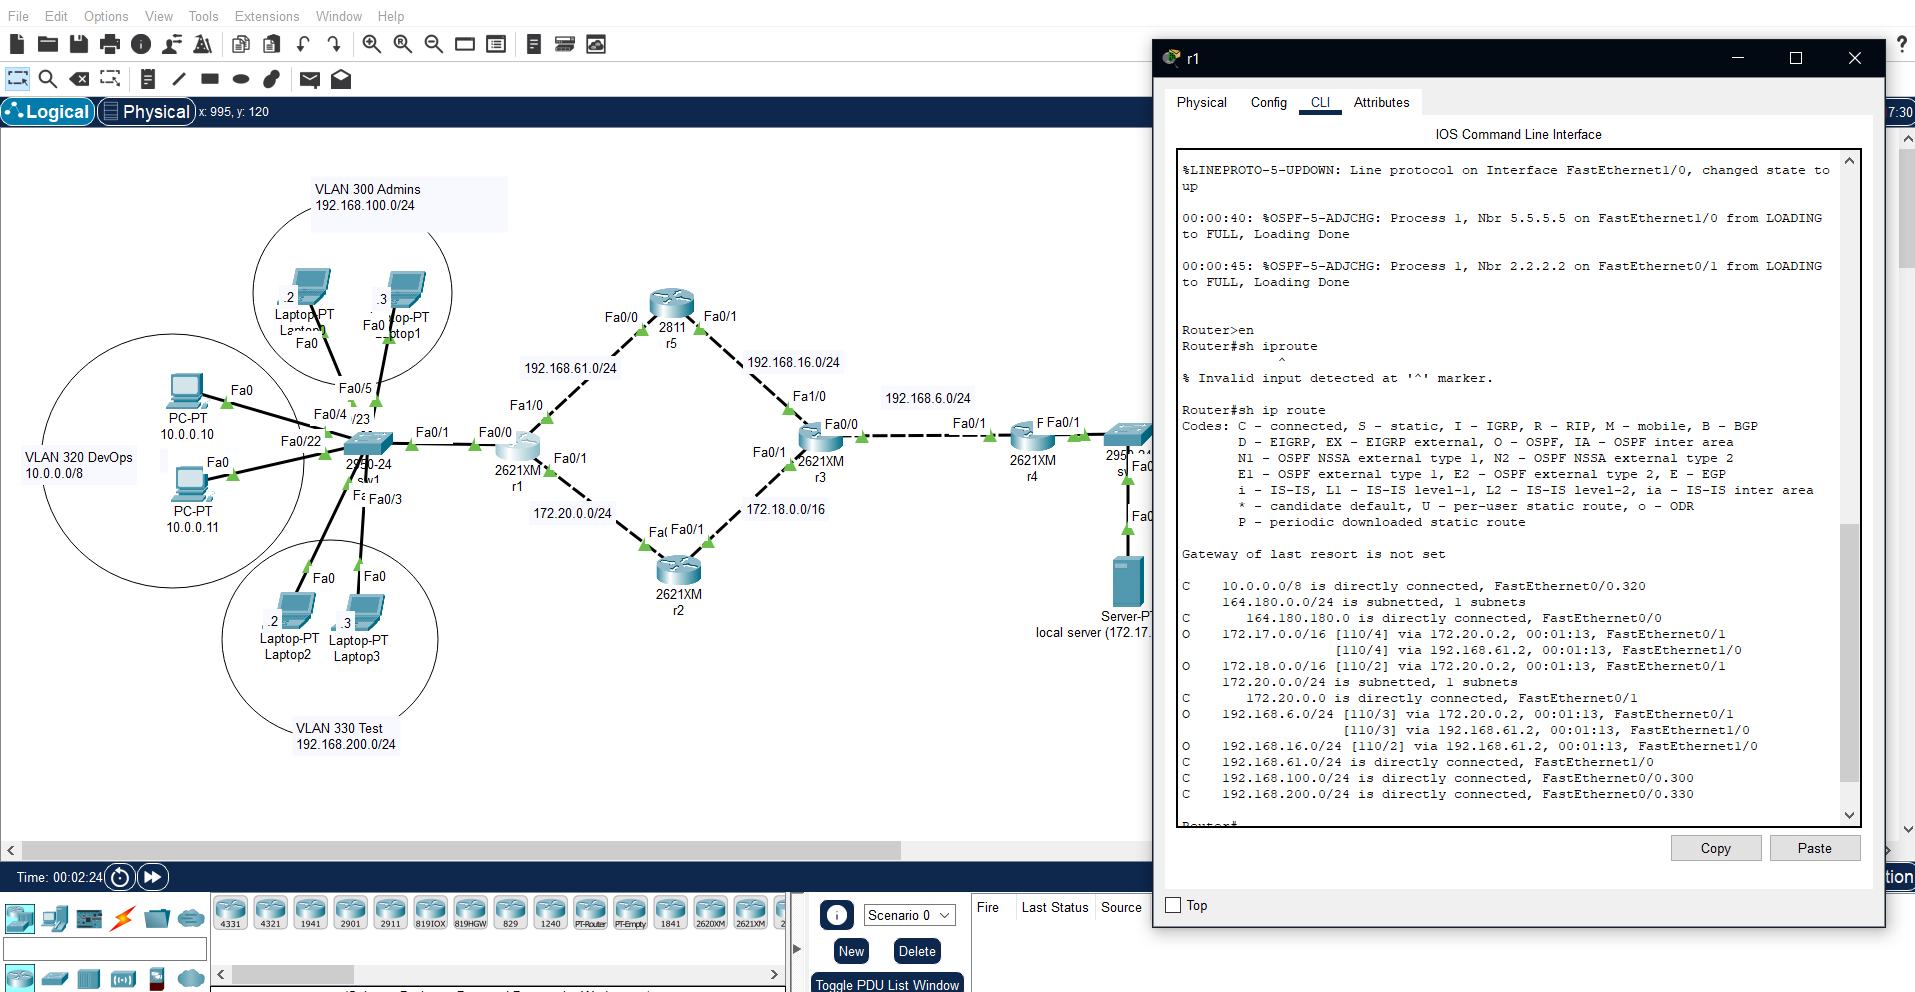 File Edit Options View Tools Extensions Window Help
Logical Physical x: 995, y: 120
7:30
VLAN 300 Admins
192.168.100.0/24
.2
.3
Laptop-PT
Fa0
top-PT
ptop1
Fa0
Fa0/5
PC-PT
10.0.0.10
Fa0
Fa0/4
/23
Fa0/22
VLAN 320 DevOps
10.0.0.0/8
Fa0
PC-PT
10.0.0.11
2950-24
sw1
Fa0/3
Fa0/1
Fa0/0
2621XM
r1
Fa1/0
Fa0/1
192.168.61.0/24
172.20.0.0/24
Fa0/0
Fa0/1
2811
r5
192.168.16.0/24
Fa1/0
Fa0/0
Fa0/1
2621XM
r3
172.18.0.0/16
Fa0/1
2621XM
r2
192.168.6.0/24
Fa0/1
Fa0/1
2621XM
r4
Fa0
Fa0
Server-P
local server (172.17.
Fa0
Fa0
.2
.3
Laptop-PT
Laptop2
Laptop-PT
Laptop3
VLAN 330 Test
192.168.200.0/24
r1
Physical Config CLI Attributes
IOS Command Line Interface
%LINEPROTO-5-UPDOWN: Line protocol on Interface FastEthernet1/0, changed state to
up
00:00:40: %OSPF-5-ADJCHG: Process 1, Nbr 5.5.5.5 on FastEthernet1/0 from LOADING
to FULL, Loading Done
00:00:45: %OSPF-5-ADJCHG: Process 1, Nbr 2.2.2.2 on FastEthernet0/1 from LOADING
to FULL, Loading Done
Router>en
Router#sh iproute
^
% Invalid input detected at '^' marker.
Router#sh ip route
Codes: C - connected, S - static, I - IGRP, R - RIP, M - mobile, B - BGP
D - EIGRP, EX - EIGRP external, O - OSPF, IA - OSPF inter area
N1 - OSPF NSSA external type 1, N2 - OSPF NSSA external type 2
E1 - OSPF external type 1, E2 - OSPF external type 2, E - EGP
i - IS-IS, L1 - IS-IS level-1, L2 - IS-IS level-2, ia - IS-IS inter area
* - candidate default, U - per-user static route, o - ODR
P - periodic downloaded static route
Gateway of last resort is not set
C 10.0.0.0/8 is directly connected, FastEthernet0/0.320
164.180.0.0/24 is subnetted, 1 subnets
C 164.180.180.0 is directly connected, FastEthernet0/0
O 172.17.0.0/16 [110/4] via 172.20.0.2, 00:01:13, FastEthernet0/1
[110/4] via 192.168.61.2, 00:01:13, FastEthernet1/0
O 172.18.0.0/16 [110/2] via 172.20.0.2, 00:01:13, FastEthernet0/1
172.20.0.0/24 is subnetted, 1 subnets
C 172.20.0.0 is directly connected, FastEthernet0/1
O 192.168.6.0/24 [110/3] via 172.20.0.2, 00:01:13, FastEthernet0/1
[110/3] via 192.168.61.2, 00:01:13, FastEthernet1/0
O 192.168.16.0/24 [110/2] via 192.168.61.2, 00:01:13, FastEthernet1/0
C 192.168.61.0/24 is directly connected, FastEthernet1/0
C 192.168.100.0/24 is directly connected, FastEthernet0/0.300
C 192.168.200.0/24 is directly connected, FastEthernet0/0.330
Router#
Copy Paste
Top
Time: 00:02:24
tion
4331 4321 1941 2901 2911 819IOX 819HGW 829 1240 PT-Router PT-Empty 1841 2620XM 2621XM
Scenario 0
New Delete
Toggle PDU List Window
Fire Last Status Source